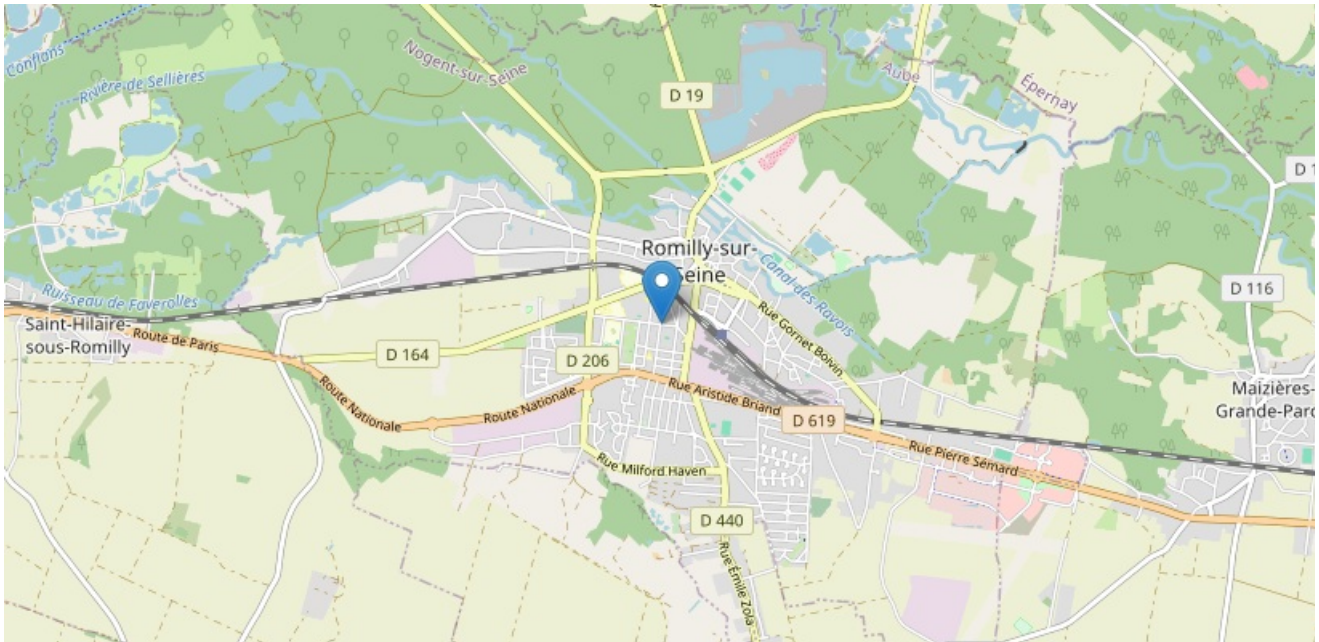 Conflans
Rivière de Sellières
Nogent-sur-Seine
D 19
Aube
Épernay
D 1
Romilly-sur-
Seine
Canal des Ravois
Ruisseau de Faverolles
D 116
Saint-Hilaire-
sous-Romilly
Route de Paris
D 164
D 206
Rue Gornet Boivin
Route Nationale
Route Nationale
Rue Aristide Briand
D 619
Maizières-
Grande-Paro
Rue Pierre Sémard
Rue Milford Haven
D 440
Rue Émile Zola